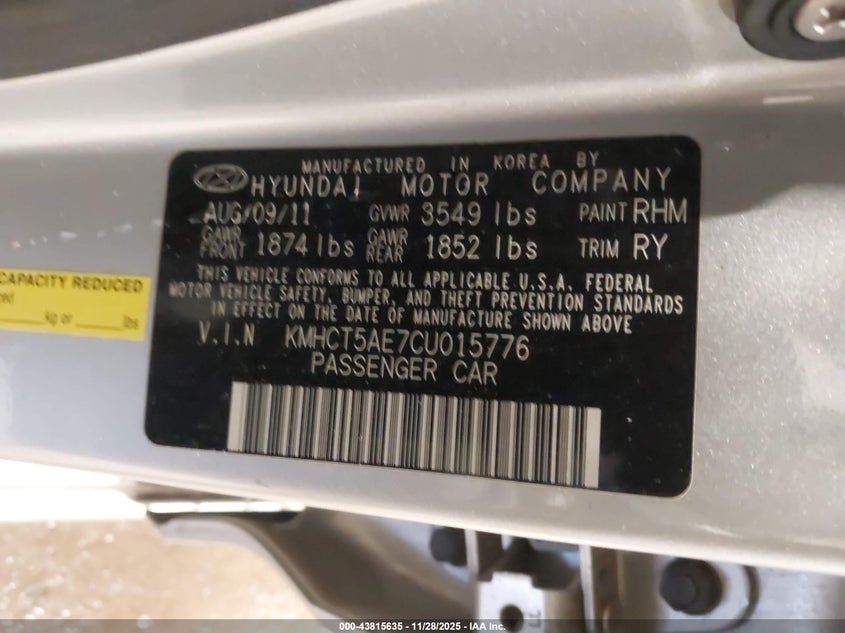 MANUFACTURED IN KOREA BY
HYUNDAI MOTOR COMPANY
AUG/09/11 GVWR 3549 lbs PAINT RHM
GAWR FRONT 1874 lbs GAWR REAR 1852 lbs TRIM RY
THIS VEHICLE CONFORMS TO ALL APPLICABLE U.S.A. FEDERAL
MOTOR VEHICLE SAFETY, BUMPER, AND THEFT PREVENTION STANDARDS
IN EFFECT ON THE DATE OF MANUFACTURE SHOWN ABOVE
V.I.N KMHCT5AE7CU015776
PASSENGER CAR
CAPACITY REDUCED
kg or lbs
000-43815635 - 11/28/2025 - IAA Inc.